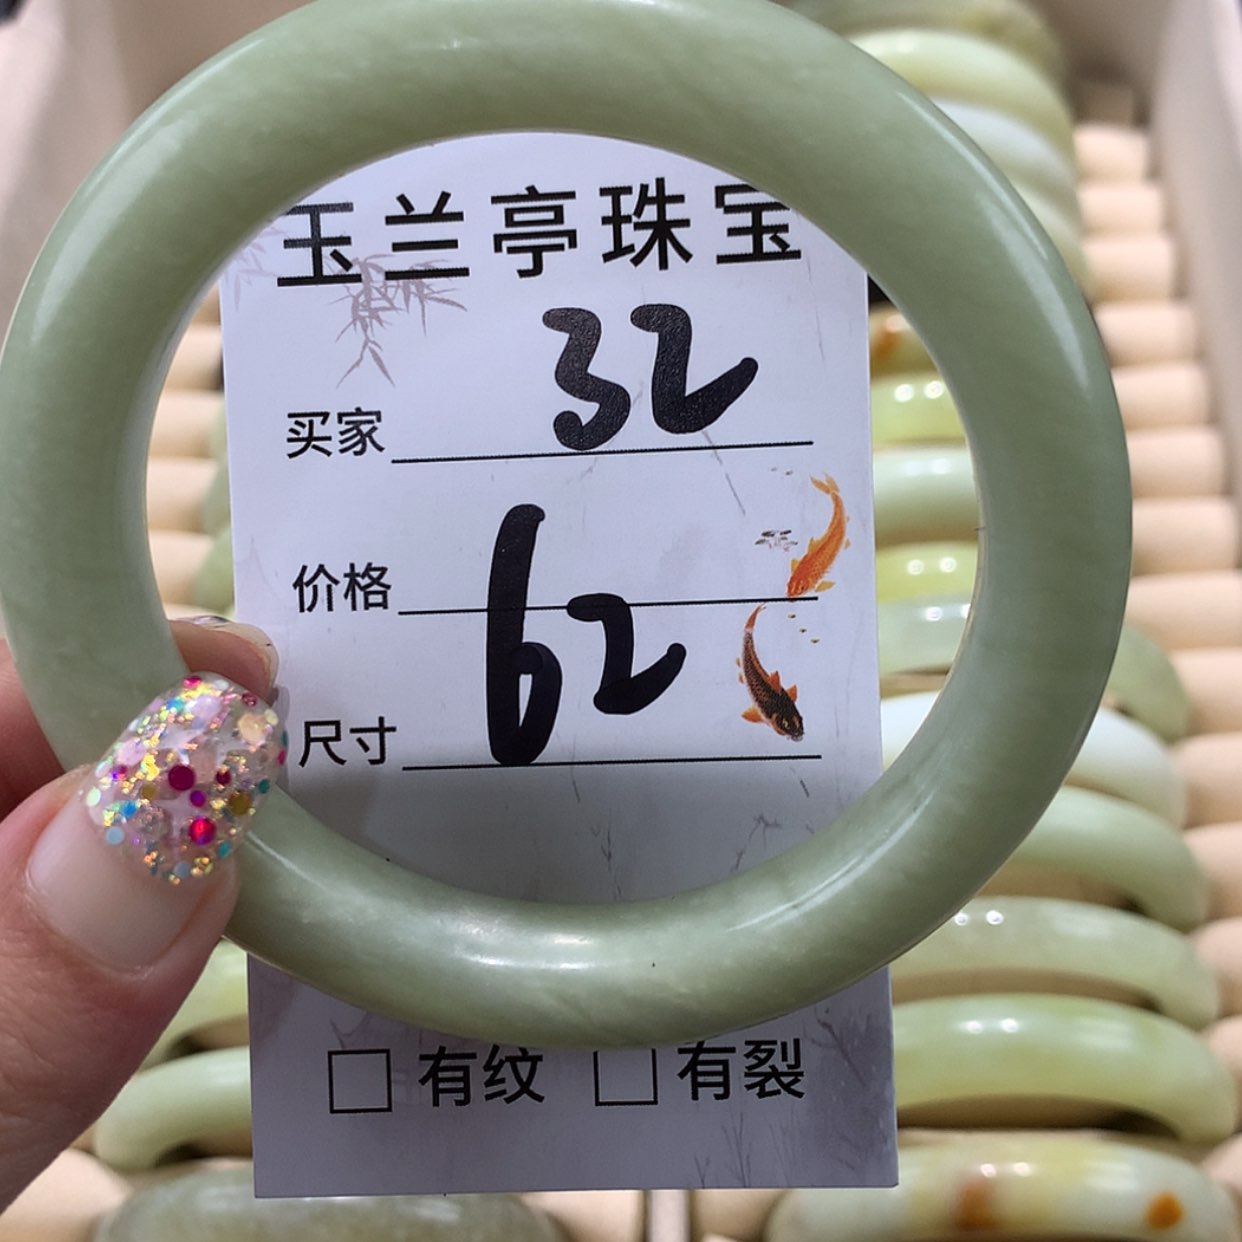 玉兰亭珠宝
买家 32
价格
62
尺寸
有纹 有裂